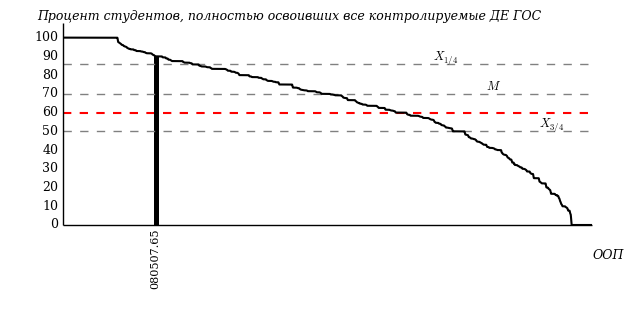 Процент студентов, полностью освоивших все контролируемые ДЕ ГОС
100
90
80
70
60
50
40
30
20
10
0
X1/4
M
X3/4
080507.65
ООП